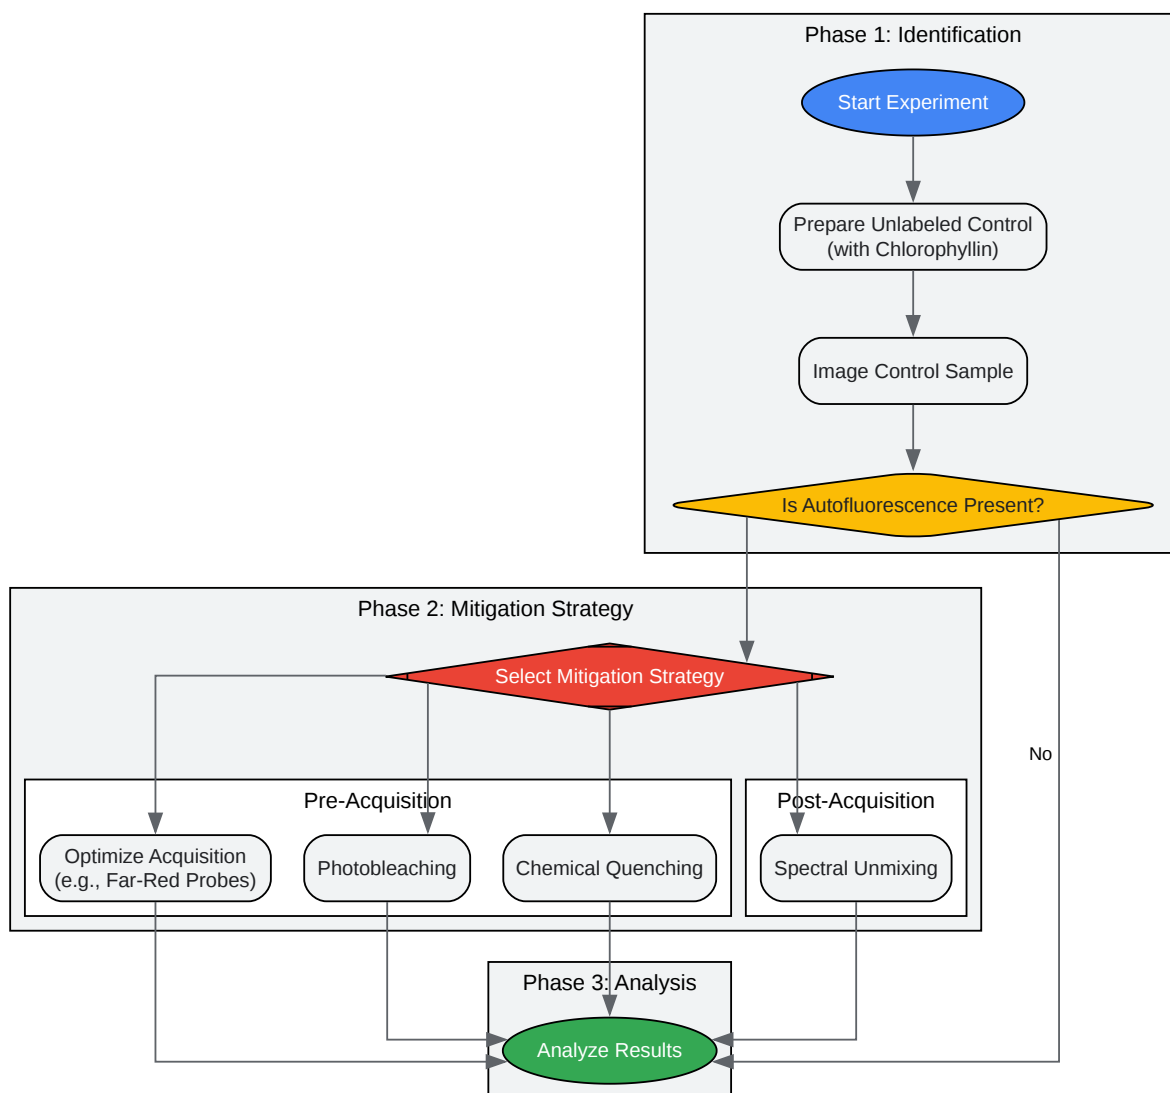 Phase 1: Identification
Start Experiment
Prepare Unlabeled Control
(with Chlorophyllin)
Image Control Sample
Is Autofluorescence Present?
Phase 2: Mitigation Strategy
Select Mitigation Strategy
No
Pre-Acquisition
Post-Acquisition
Optimize Acquisition
(e.g., Far-Red Probes)
Photobleaching
Chemical Quenching
Spectral Unmixing
Phase 3: Analysis
Analyze Results